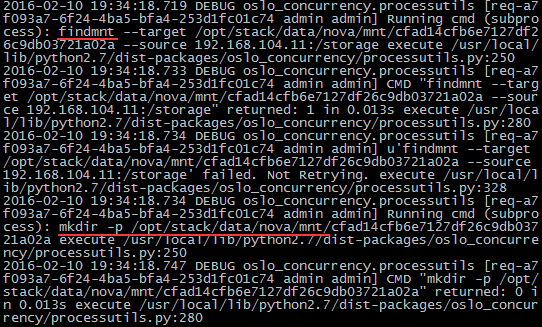 2016-02-10 19:34:18.719 DEBUG oslo_concurrency.processutils [req-a7
f093a7-6f24-4ba5-bfa4-253d1fc01c74 admin admin] Running cmd (subpro
cess): findmnt --target /opt/stack/data/nova/mnt/cfad14cfb6e7127df2
6c9db03721a02a --source 192.168.104.11:/storage execute /usr/local/
lib/python2.7/dist-packages/oslo_concurrency/processutils.py:250
2016-02-10 19:34:18.733 DEBUG oslo_concurrency.processutils [req-a7
f093a7-6f24-4ba5-bfa4-253d1fc01c74 admin admin] CMD "findmnt --targ
et /opt/stack/data/nova/mnt/cfad14cfb6e7127df26c9db03721a02a --sour
ce 192.168.104.11:/storage" returned: 1 in 0.013s execute /usr/loca
l/lib/python2.7/dist-packages/oslo_concurrency/processutils.py:280
2016-02-10 19:34:18.734 DEBUG oslo_concurrency.processutils [req-a7
f093a7-6f24-4ba5-bfa4-253d1fc01c74 admin admin] u'findmnt --target
/opt/stack/data/nova/mnt/cfad14cfb6e7127df26c9db03721a02a --source
192.168.104.11:/storage' failed. Not Retrying. execute /usr/local/l
ib/python2.7/dist-packages/oslo_concurrency/processutils.py:328
2016-02-10 19:34:18.734 DEBUG oslo_concurrency.processutils [req-a7
f093a7-6f24-4ba5-bfa4-253d1fc01c74 admin admin] Running cmd (subpro
cess): mkdir -p /opt/stack/data/nova/mnt/cfad14cfb6e7127df26c9db037
21a02a execute /usr/local/lib/python2.7/dist-packages/oslo_concurre
ncy/processutils.py:250
2016-02-10 19:34:18.747 DEBUG oslo_concurrency.processutils [req-a7
f093a7-6f24-4ba5-bfa4-253d1fc01c74 admin admin] CMD "mkdir -p /opt/
stack/data/nova/mnt/cfad14cfb6e7127df26c9db03721a02a" returned: 0 i
n 0.013s execute /usr/local/lib/python2.7/dist-packages/oslo_concur
rency/processutils.py:280